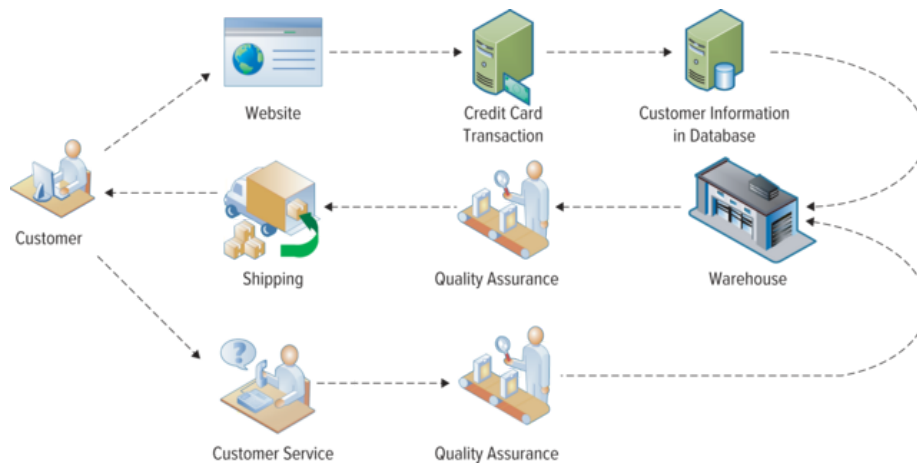 Website
Credit Card
Transaction
Customer Information
in Database
Customer
Shipping
Quality Assurance
Warehouse
?
Customer Service
Quality Assurance